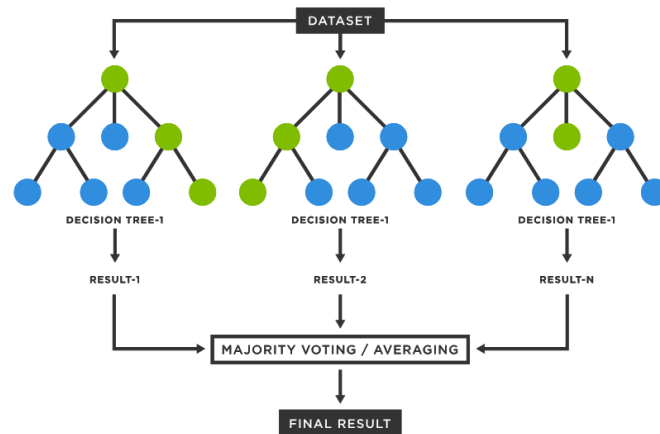 DATASET
DECISION TREE-1
DECISION TREE-1
DECISION TREE-1
RESULT-1
RESULT-2
RESULT-N
MAJORITY VOTING / AVERAGING
FINAL RESULT